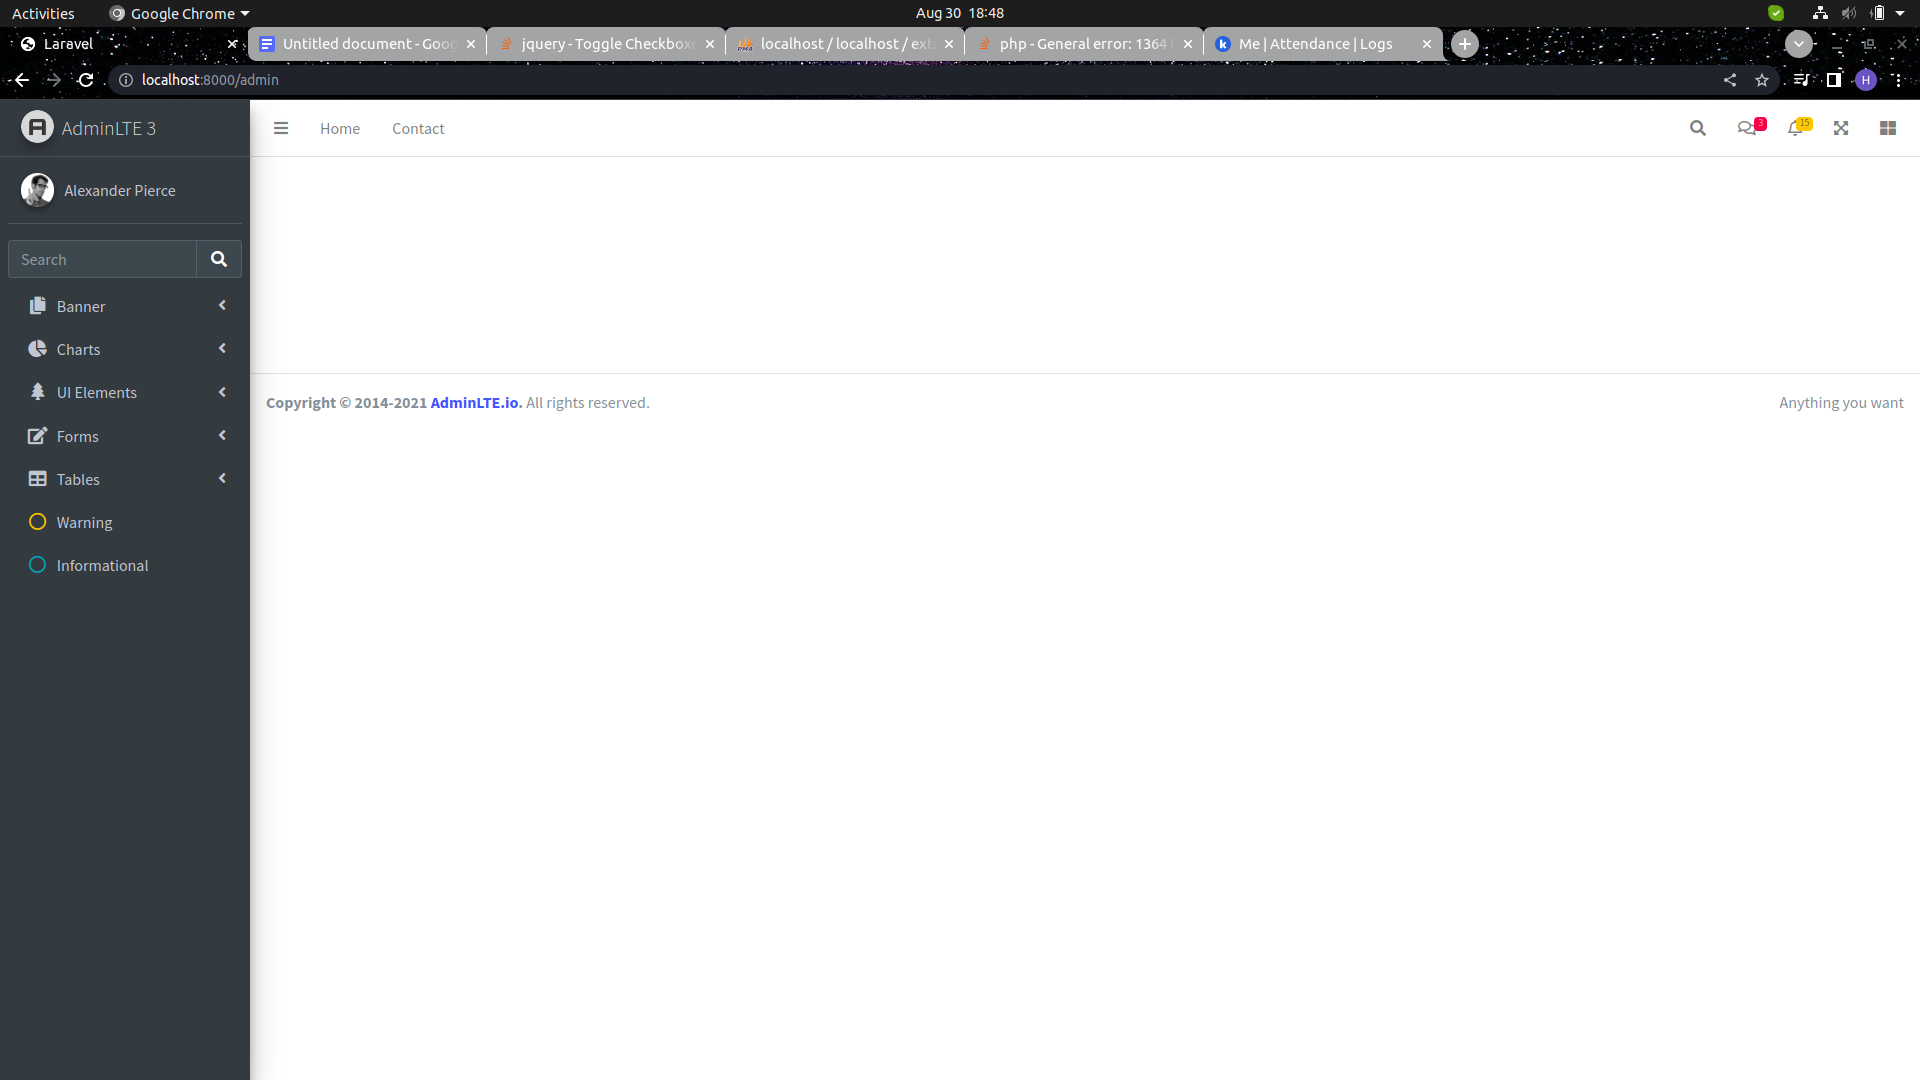 Activities
Google Chrome
Aug 30 18:48
Laravel
Untitled document - Goog
jquery - Toggle Checkboxe
localhost / localhost / ext
php - General error: 1364
Me | Attendance | Logs
localhost:8000/admin
H
AdminLTE 3
Home
Contact
3
15
Alexander Pierce
Search
Banner
Charts
UI Elements
Forms
Tables
Warning
Informational
Copyright © 2014-2021 AdminLTE.io. All rights reserved.
Anything you want